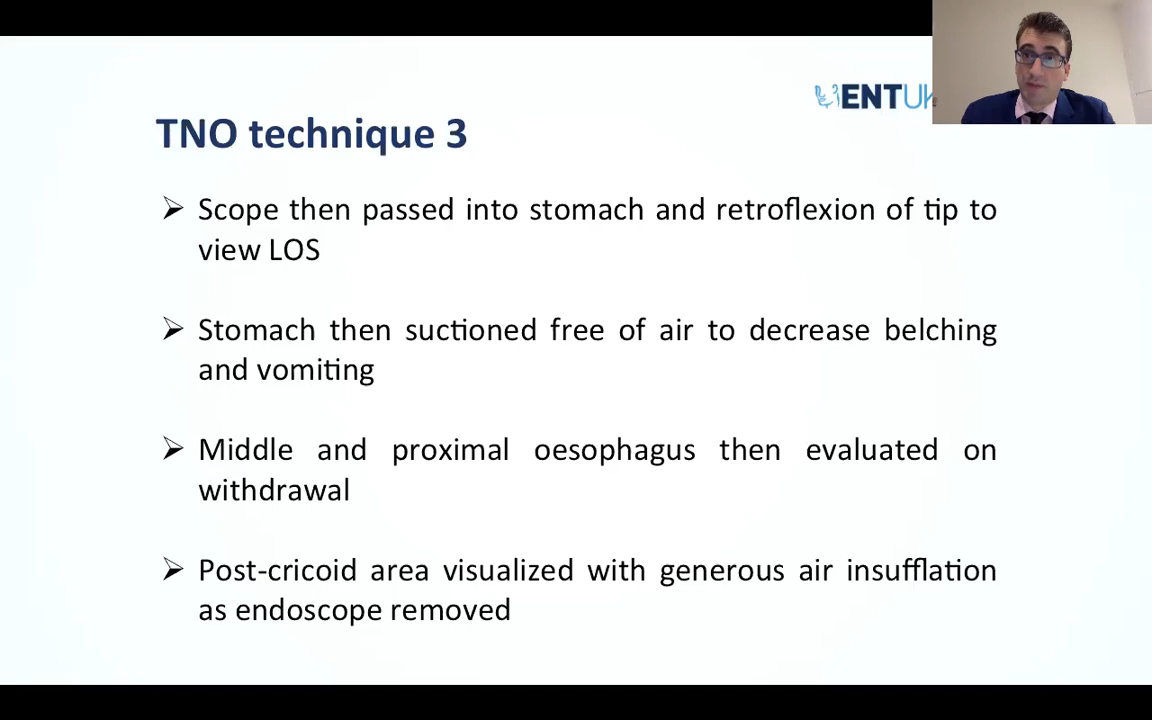 ENTUK
TNO technique 3
➢ Scope then passed into stomach and retroflexion of tip to
view LOS
➢ Stomach then suctioned free of air to decrease belching
and vomiting
➢ Middle and proximal oesophagus then evaluated on
withdrawal
➢ Post-cricoid area visualized with generous air insufflation
as endoscope removed